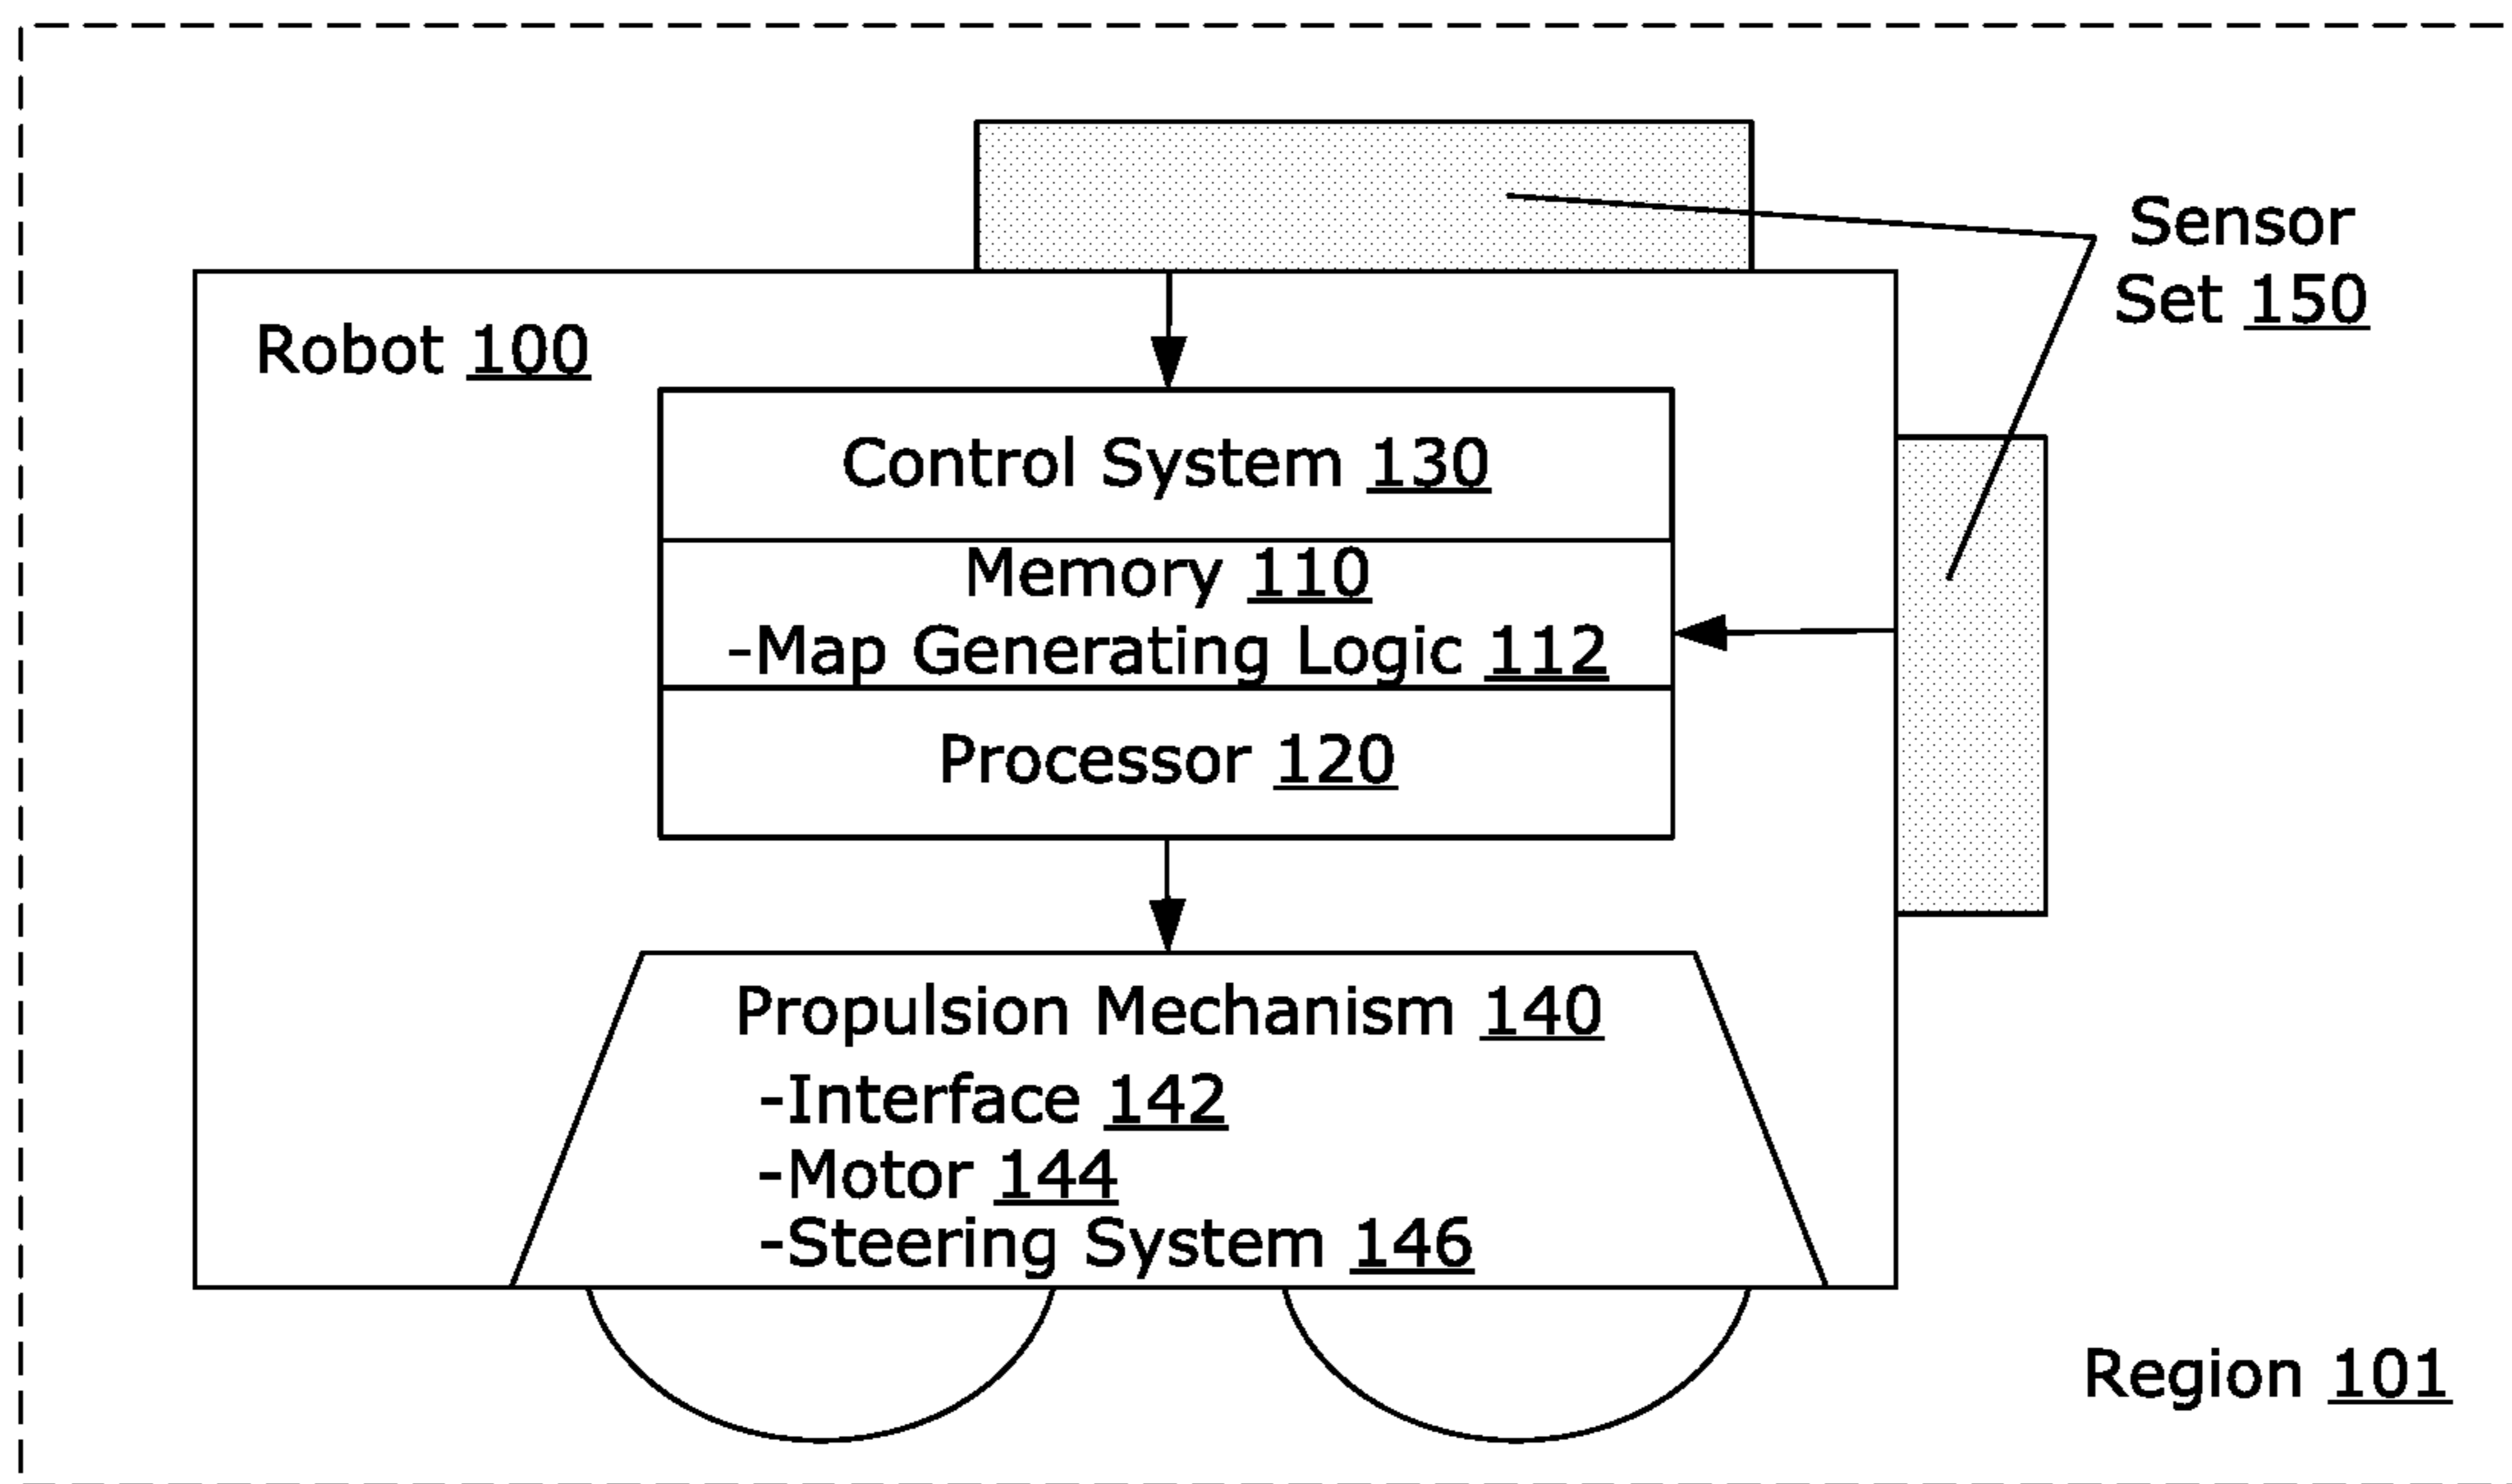 Sensor
Set 150
Robot 100
Control System 130
Memory 110
-Map Generating Logic 112
Processor 120
Propulsion Mechanism 140
-Interface 142
-Motor 144
-Steering System 146
Region 101